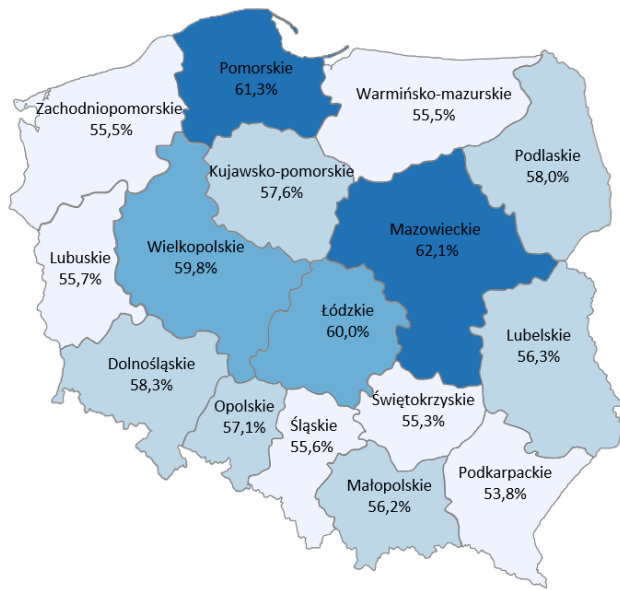 Pomorskie
61,3%
Warmińsko-mazurskie
55,5%
Zachodniopomorskie
55,5%
Podlaskie
58,0%
Kujawsko-pomorskie
57,6%
Mazowieckie
62,1%
Wielkopolskie
59,8%
Lubuskie
55,7%
Łódzkie
60,0%
Lubelskie
56,3%
Dolnośląskie
58,3%
Opolskie
57,1%
Śląskie
55,6%
Świętokrzyskie
55,3%
Podkarpackie
53,8%
Małopolskie
56,2%